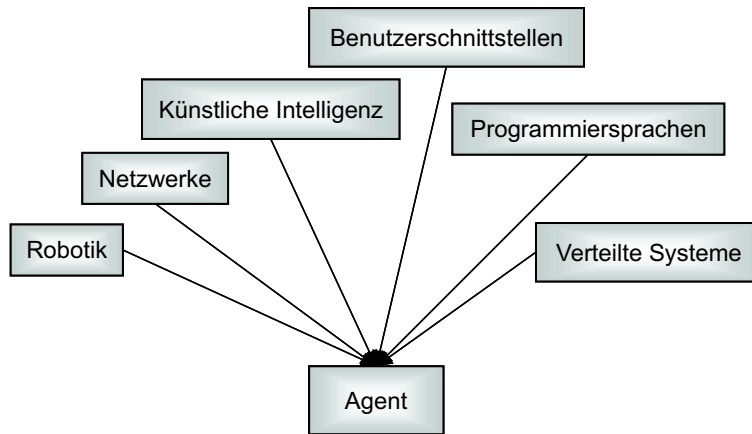 Benutzerschnittstellen
Künstliche Intelligenz
Programmiersprachen
Netzwerke
Robotik
Verteilte Systeme
Agent